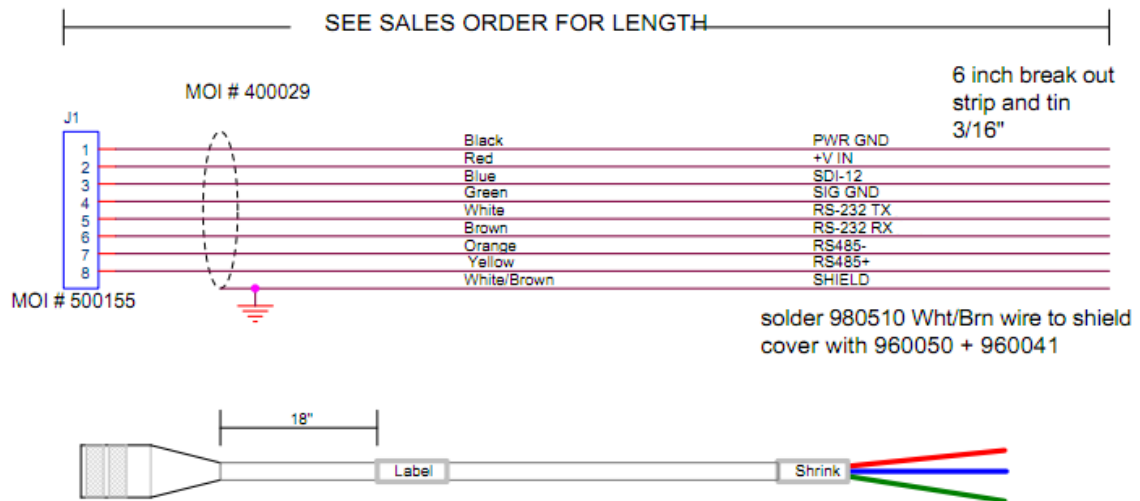 SEE SALES ORDER FOR LENGTH
MOI # 400029
6 inch break out
strip and tin
3/16"
J1
1 Black PWR GND
2 Red +V IN
3 Blue SDI-12
4 Green SIG GND
5 White RS-232 TX
6 Brown RS-232 RX
7 Orange RS485-
8 Yellow RS485+
White/Brown SHIELD
MOI # 500155
solder 980510 Wht/Brn wire to shield
cover with 960050 + 960041
18"
Label
Shrink